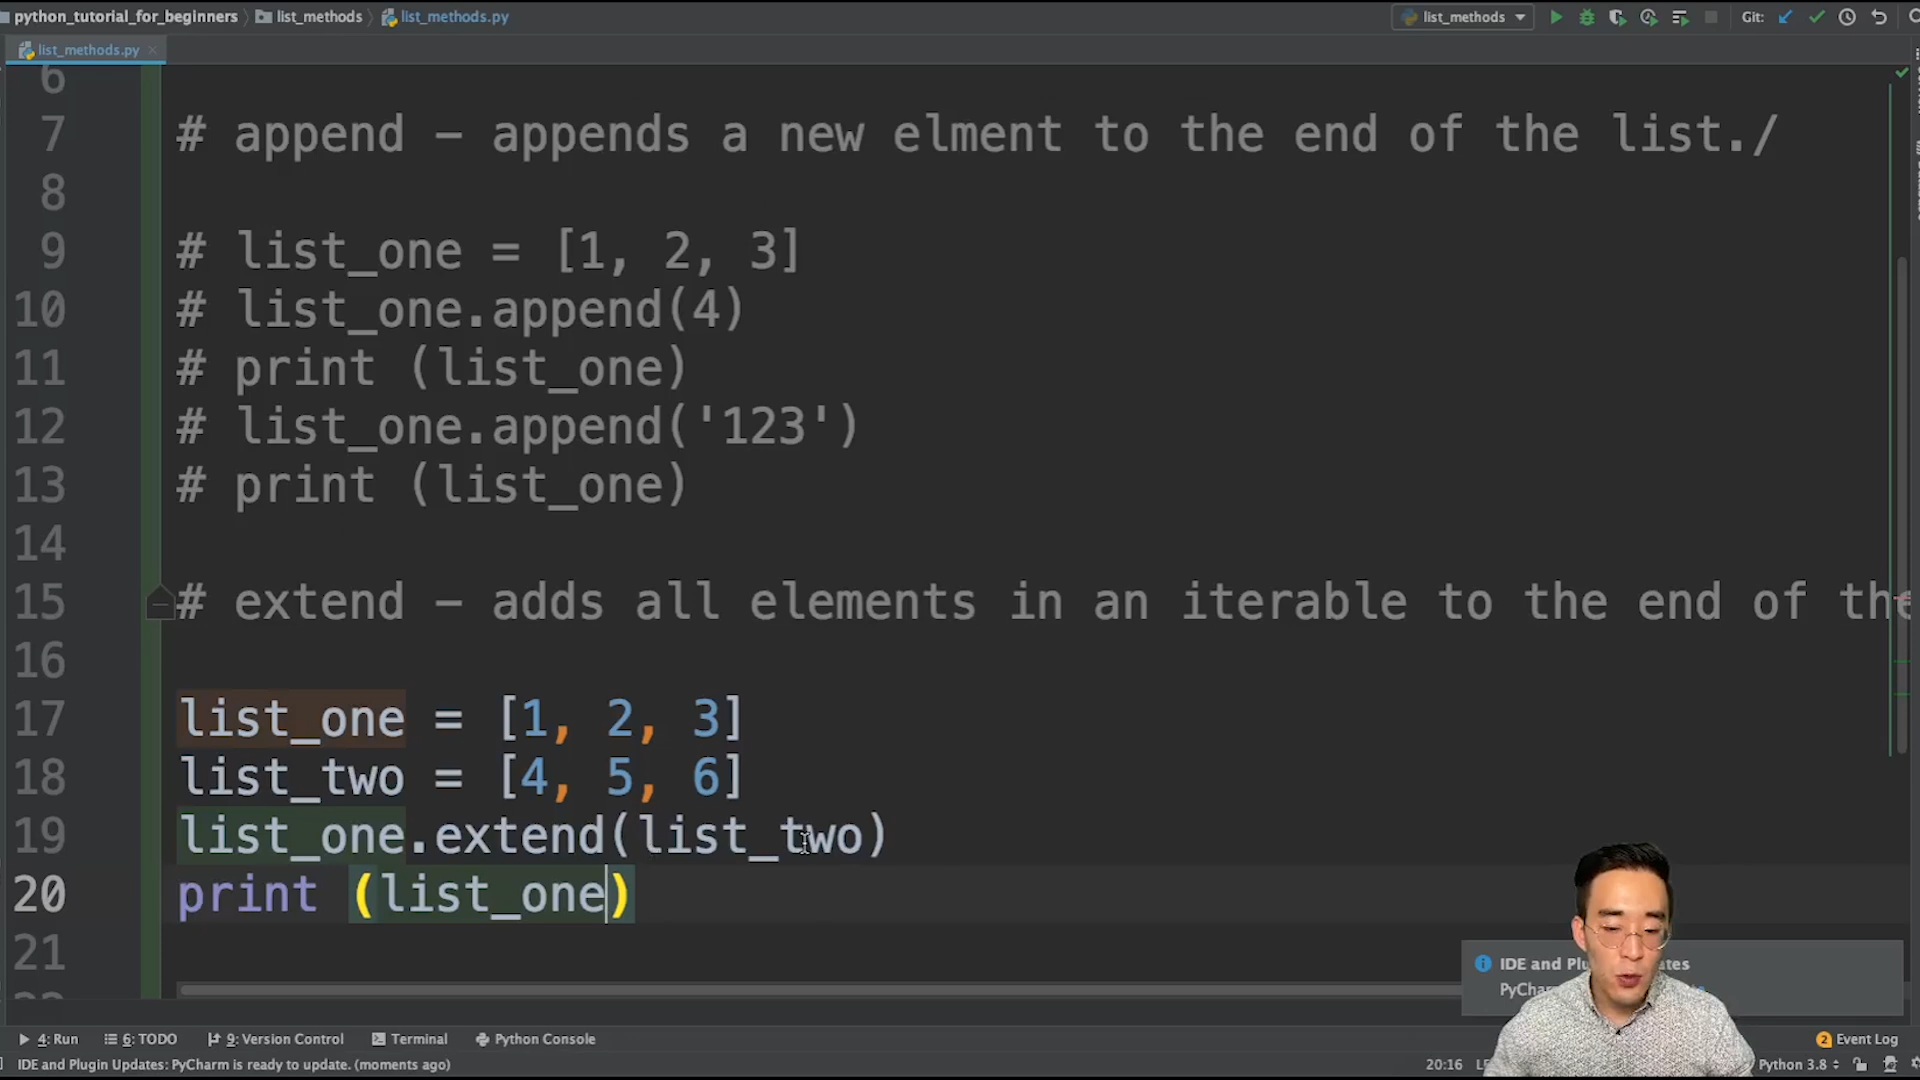 python_tutorial_for_beginners list_methods list_methods.py
list_methods Git:
list_methods.py
6
7 # append – appends a new elment to the end of the list./
8
9 # list_one = [1, 2, 3]
10 # list_one.append(4)
11 # print (list_one)
12 # list_one.append('123')
13 # print (list_one)
14
15 # extend – adds all elements in an iterable to the end of the
16
17 list_one = [1, 2, 3]
18 list_two = [4, 5, 6]
19 list_one.extend(list_two)
20 print (list_one)
21
IDE and
4: Run 6: TODO 9: Version Control Terminal Python Console 2 Event Log
IDE and Plugin Updates: PyCharm is ready to update. (moments ago) 20:16 Python 3.8